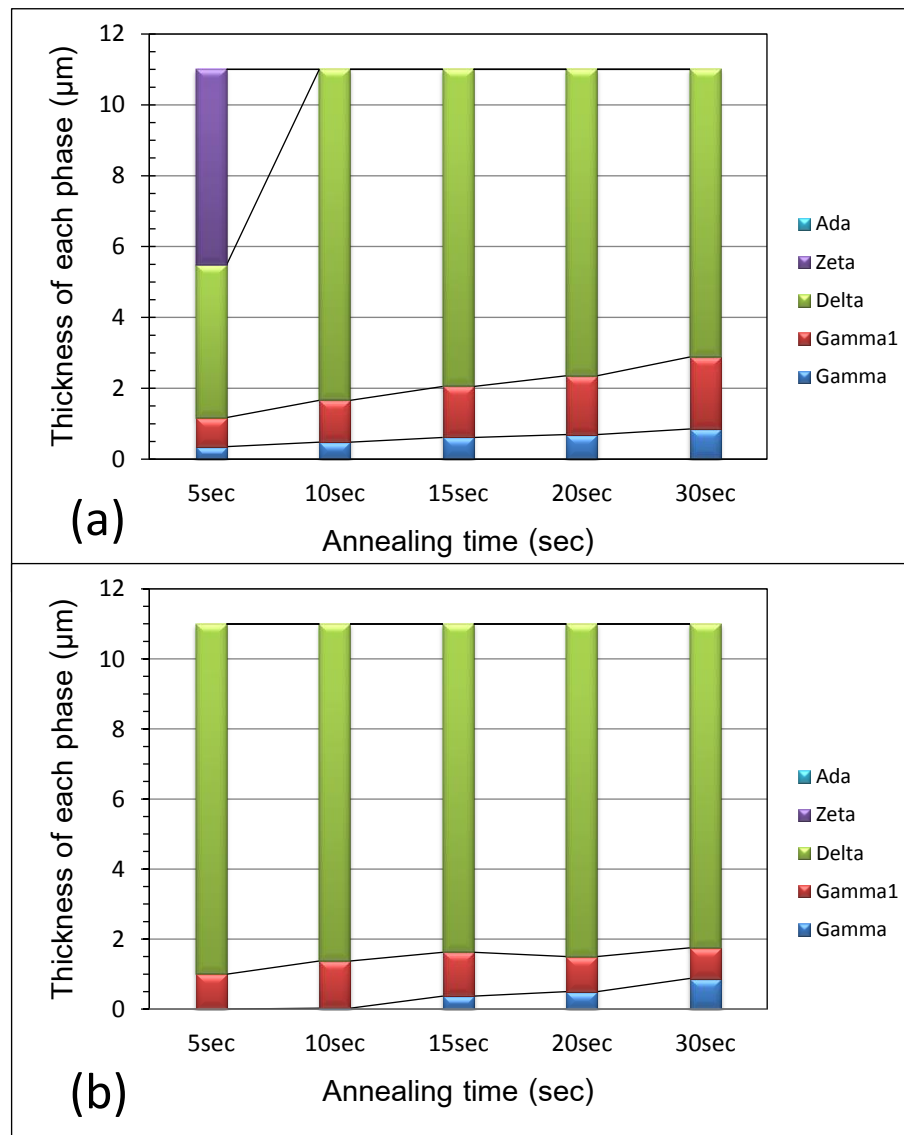 Thickness of each phase (µm)
12
10
8
6
4
2
0
5sec 10sec 15sec 20sec 30sec
Annealing time (sec)
Ada
Zeta
Delta
Gamma1
Gamma
(a)
Thickness of each phase (µm)
12
10
8
6
4
2
0
5sec 10sec 15sec 20sec 30sec
Annealing time (sec)
Ada
Zeta
Delta
Gamma1
Gamma
(b)